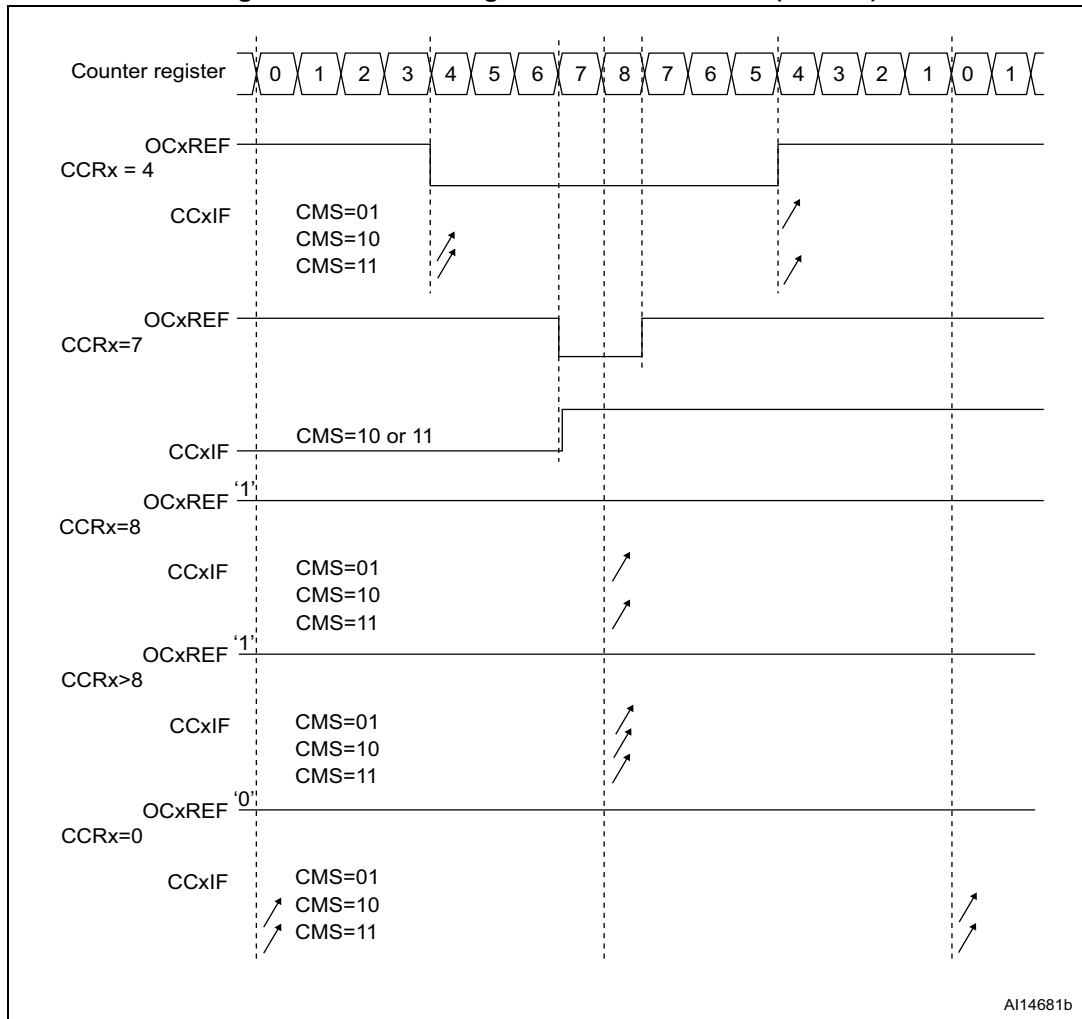 Counter register 0 1 2 3 4 5 6 7 8 7 6 5 4 3 2 1 0 1
OCxREF
CCRx = 4
CCxIF CMS=01
CMS=10
CMS=11
OCxREF
CCRx=7
CMS=10 or 11
CCxIF
OCxREF '1'
CCRx=8
CCxIF CMS=01
CMS=10
CMS=11
OCxREF '1'
CCRx>8
CCxIF CMS=01
CMS=10
CMS=11
OCxREF '0'
CCRx=0
CCxIF CMS=01
CMS=10
CMS=11
AI14681b